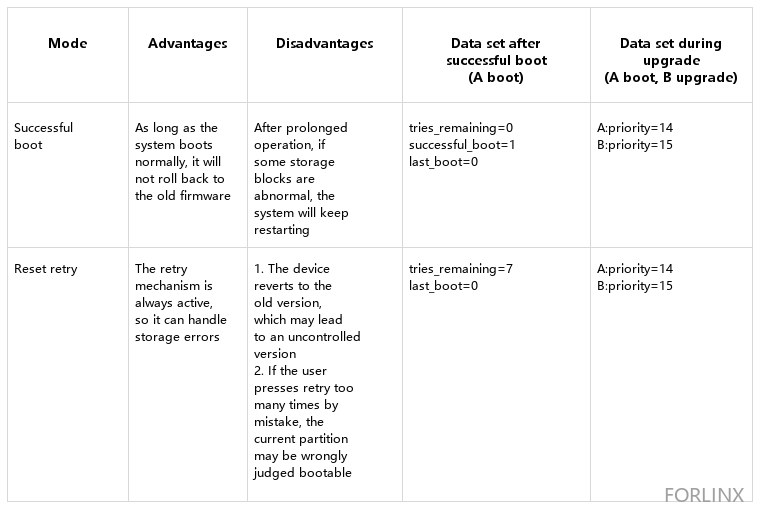 Mode
Advantages
Disadvantages
Data set after
successful boot
(A boot)
Data set during
upgrade
(A boot, B upgrade)
Successful
boot
As long as the
system boots
normally, it will
not roll back to
the old firmware
After prolonged
operation, if
some storage
blocks are
abnormal, the
system will keep
restarting
tries_remaining=0
successful_boot=1
last_boot=0
A:priority=14
B:priority=15
Reset retry
The retry
mechanism is
always active,
so it can handle
storage errors
1. The device
reverts to the
old version,
which may lead
to an uncontrolled
version
2. If the user
presses retry too
many times by
mistake, the
current partition
may be wrongly
judged bootable
tries_remaining=7
last_boot=0
A:priority=14
B:priority=15
FORLINX